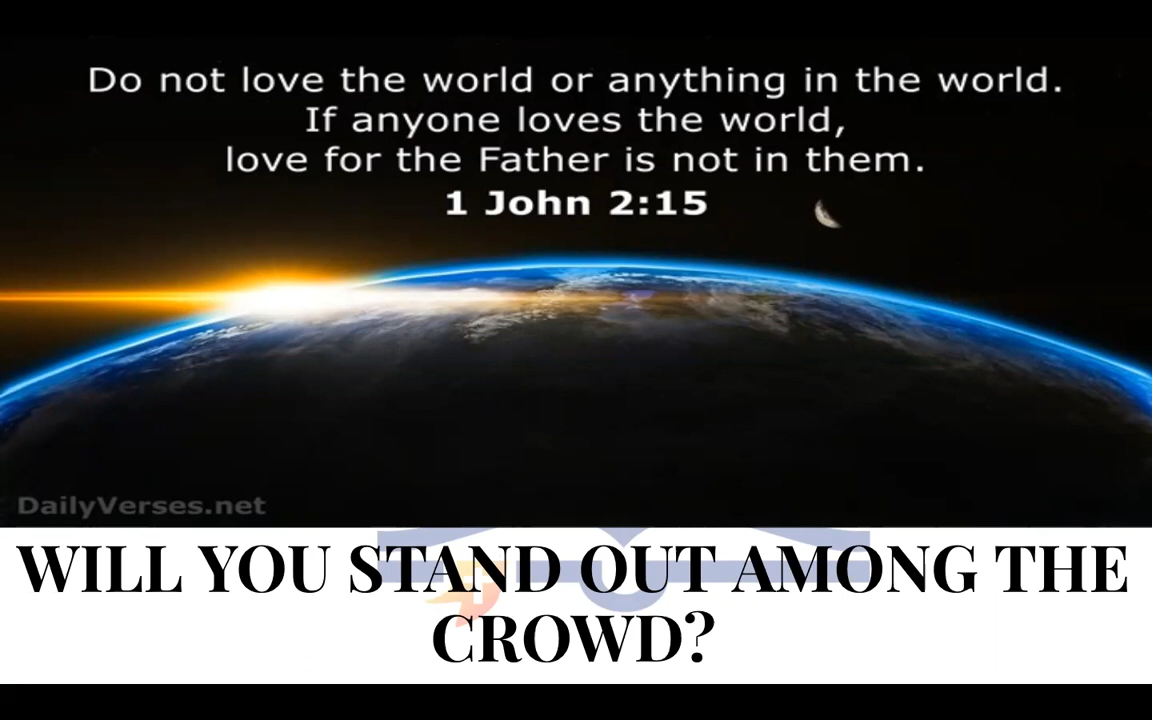 Do not love the world or anything in the world.
If anyone loves the world,
love for the Father is not in them.
1 John 2:15
DailyVerses.net
WILL YOU STAND OUT AMONG THE
CROWD?